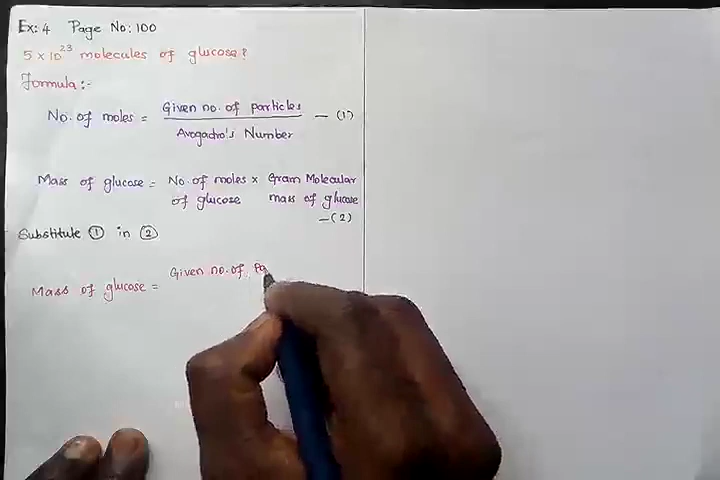 Ex: 4 Page No: 100
5 x 10²³ molecules of glucose?
Formula :-
No. of moles = Given no. of particles / Avogadro's Number — (1)
Mass of glucose = No. of moles x Gram Molecular
of glucose mass of glucose
— (2)
Substitute ① in ②
Mass of glucose = Given no. of Pa